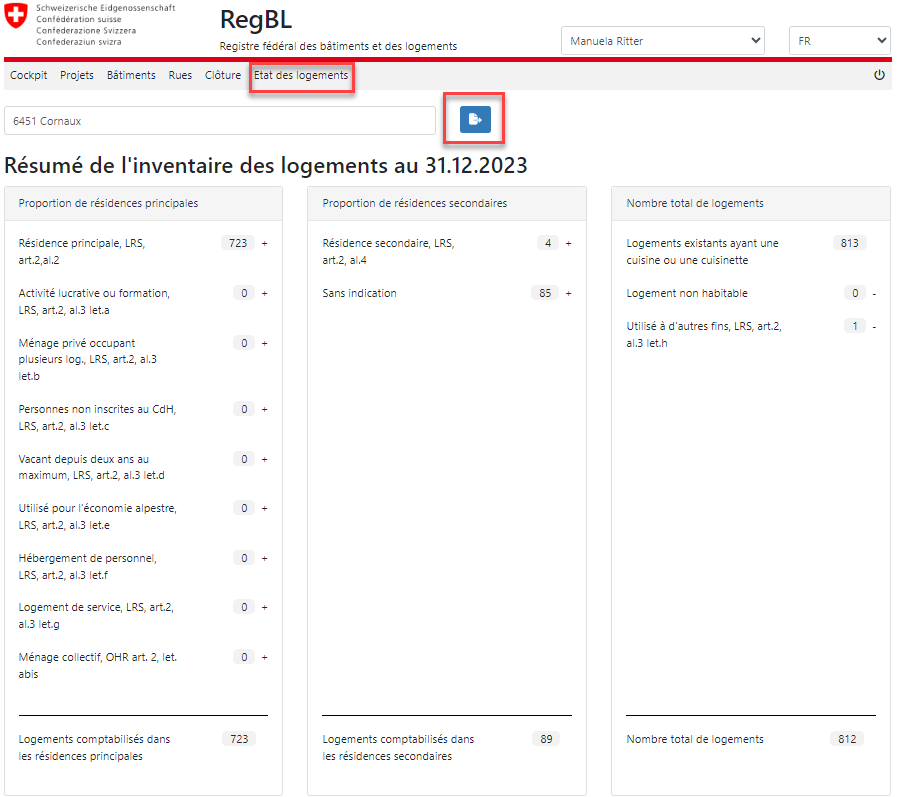 Schweizerische Eidgenossenschaft
Confédération suisse
Confederazione Svizzera
Confederaziun svizra
RegBL
Registre fédéral des bâtiments et des logements
Manuela Ritter
FR
Cockpit Projets Bâtiments Rues Clôture Etat des logements
6451 Cornaux
Résumé de l'inventaire des logements au 31.12.2023
Proportion de résidences principales
Résidence principale, LRS, 723 +
art.2,al.2
Activité lucrative ou formation, 0 +
LRS, art.2, al.3 let.a
Ménage privé occupant 0 +
plusieurs log., LRS, art.2, al.3
let.b
Personnes non inscrites au CdH, 0 +
LRS, art.2, al.3 let.c
Vacant depuis deux ans au 0 +
maximum, LRS, art.2, al.3 let.d
Utilisé pour l'économie alpestre, 0 +
LRS, art.2, al.3 let.e
Hébergement de personnel, 0 +
LRS, art.2, al.3 let.f
Logement de service, LRS, art.2, 0 +
al.3 let.g
Ménage collectif, OHR art. 2, let. 0 +
abis
Logements comptabilisés dans 723
les résidences principales
Proportion de résidences secondaires
Résidence secondaire, LRS, 4 +
art.2, al.4
Sans indication 85 +
Logements comptabilisés dans 89
les résidences secondaires
Nombre total de logements
Logements existants ayant une 813
cuisine ou une cuisinette
Logement non habitable 0 -
Utilisé à d'autres fins, LRS, art.2, 1 -
al.3 let.h
Nombre total de logements 812